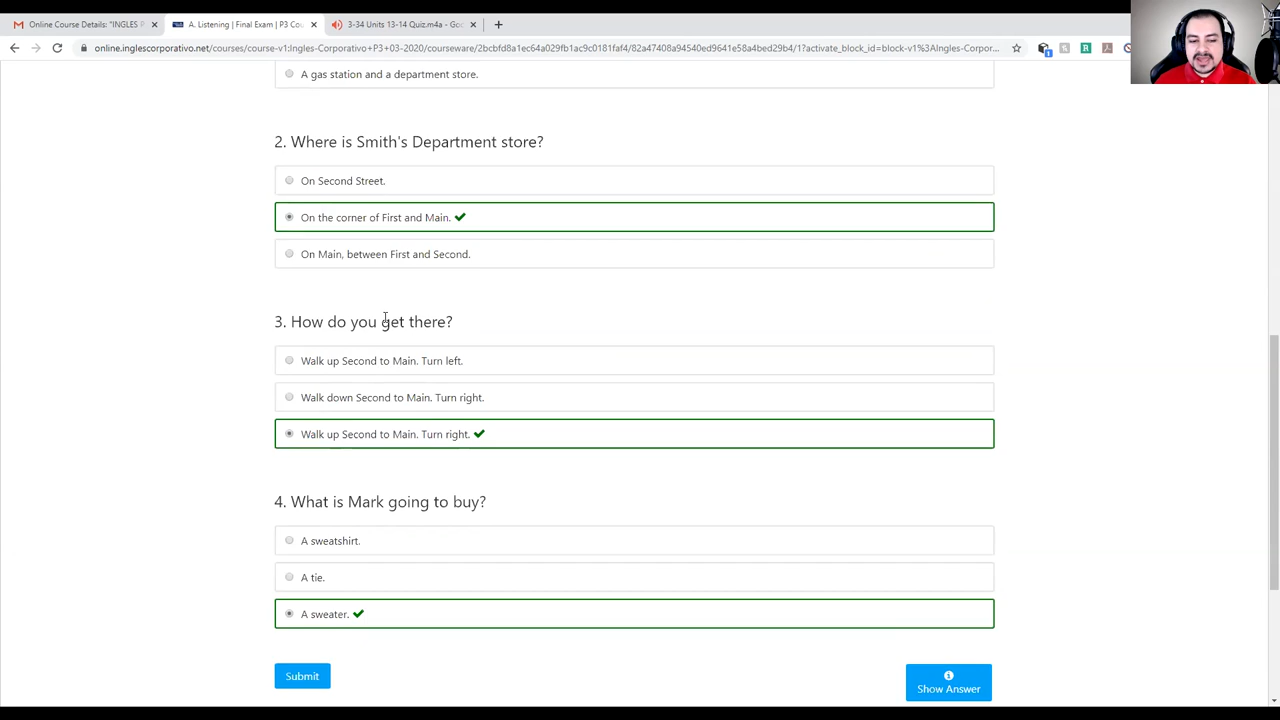 Online Course Details: "INGLES P
A. Listening | Final Exam | P3 Cou
3-34 Units 13-14 Quiz.m4a - Goo
A gas station and a department store.
2. Where is Smith's Department store?
On Second Street.
On the corner of First and Main.
On Main, between First and Second.
3. How do you get there?
Walk up Second to Main. Turn left.
Walk down Second to Main. Turn right.
Walk up Second to Main. Turn right.
4. What is Mark going to buy?
A sweatshirt.
A tie.
A sweater.
Submit
Show Answer